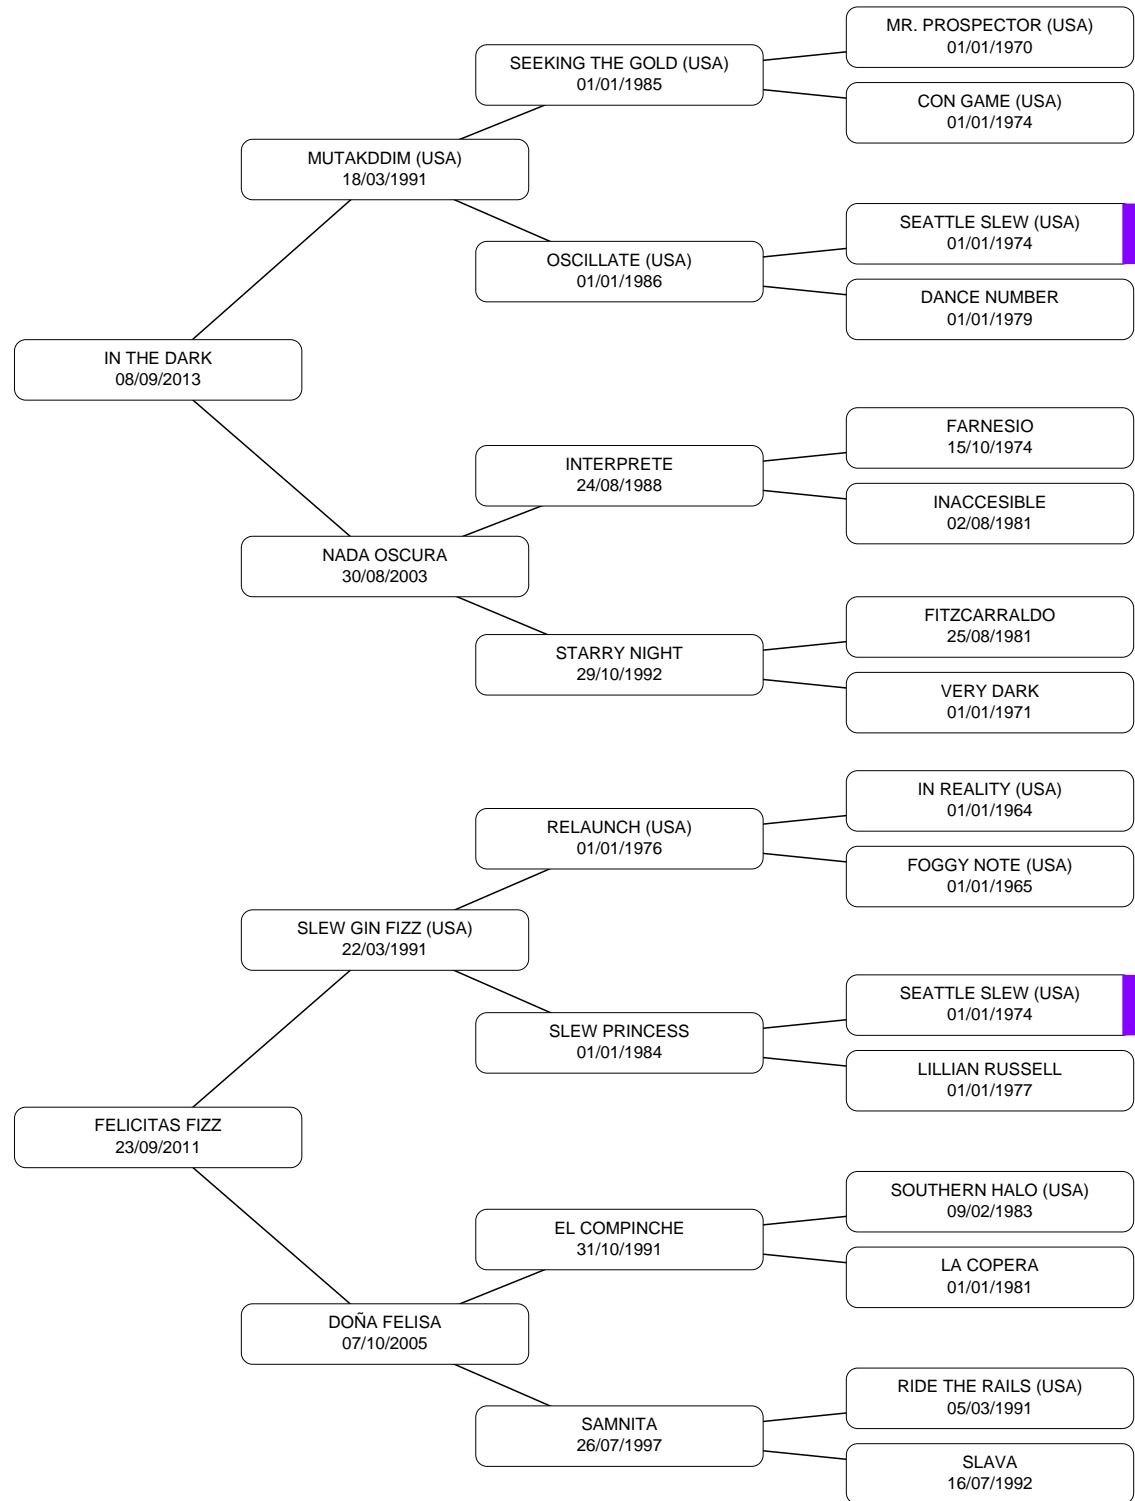 MR. PROSPECTOR (USA)
01/01/1970
SEEKING THE GOLD (USA)
01/01/1985
CON GAME (USA)
01/01/1974
MUTAKDDIM (USA)
18/03/1991
SEATTLE SLEW (USA)
01/01/1974
OSCILLATE (USA)
01/01/1986
DANCE NUMBER
01/01/1979
IN THE DARK
08/09/2013
FARNESIO
15/10/1974
INTERPRETE
24/08/1988
INACCESIBLE
02/08/1981
NADA OSCURA
30/08/2003
FITZCARRALDO
25/08/1981
STARRY NIGHT
29/10/1992
VERY DARK
01/01/1971
IN REALITY (USA)
01/01/1964
RELAUNCH (USA)
01/01/1976
FOGGY NOTE (USA)
01/01/1965
SLEW GIN FIZZ (USA)
22/03/1991
SEATTLE SLEW (USA)
01/01/1974
SLEW PRINCESS
01/01/1984
LILLIAN RUSSELL
01/01/1977
FELICITAS FIZZ
23/09/2011
SOUTHERN HALO (USA)
09/02/1983
EL COMPINCHE
31/10/1991
LA COPERA
01/01/1981
DOÑA FELISA
07/10/2005
RIDE THE RAILS (USA)
05/03/1991
SAMNITA
26/07/1997
SLAVA
16/07/1992